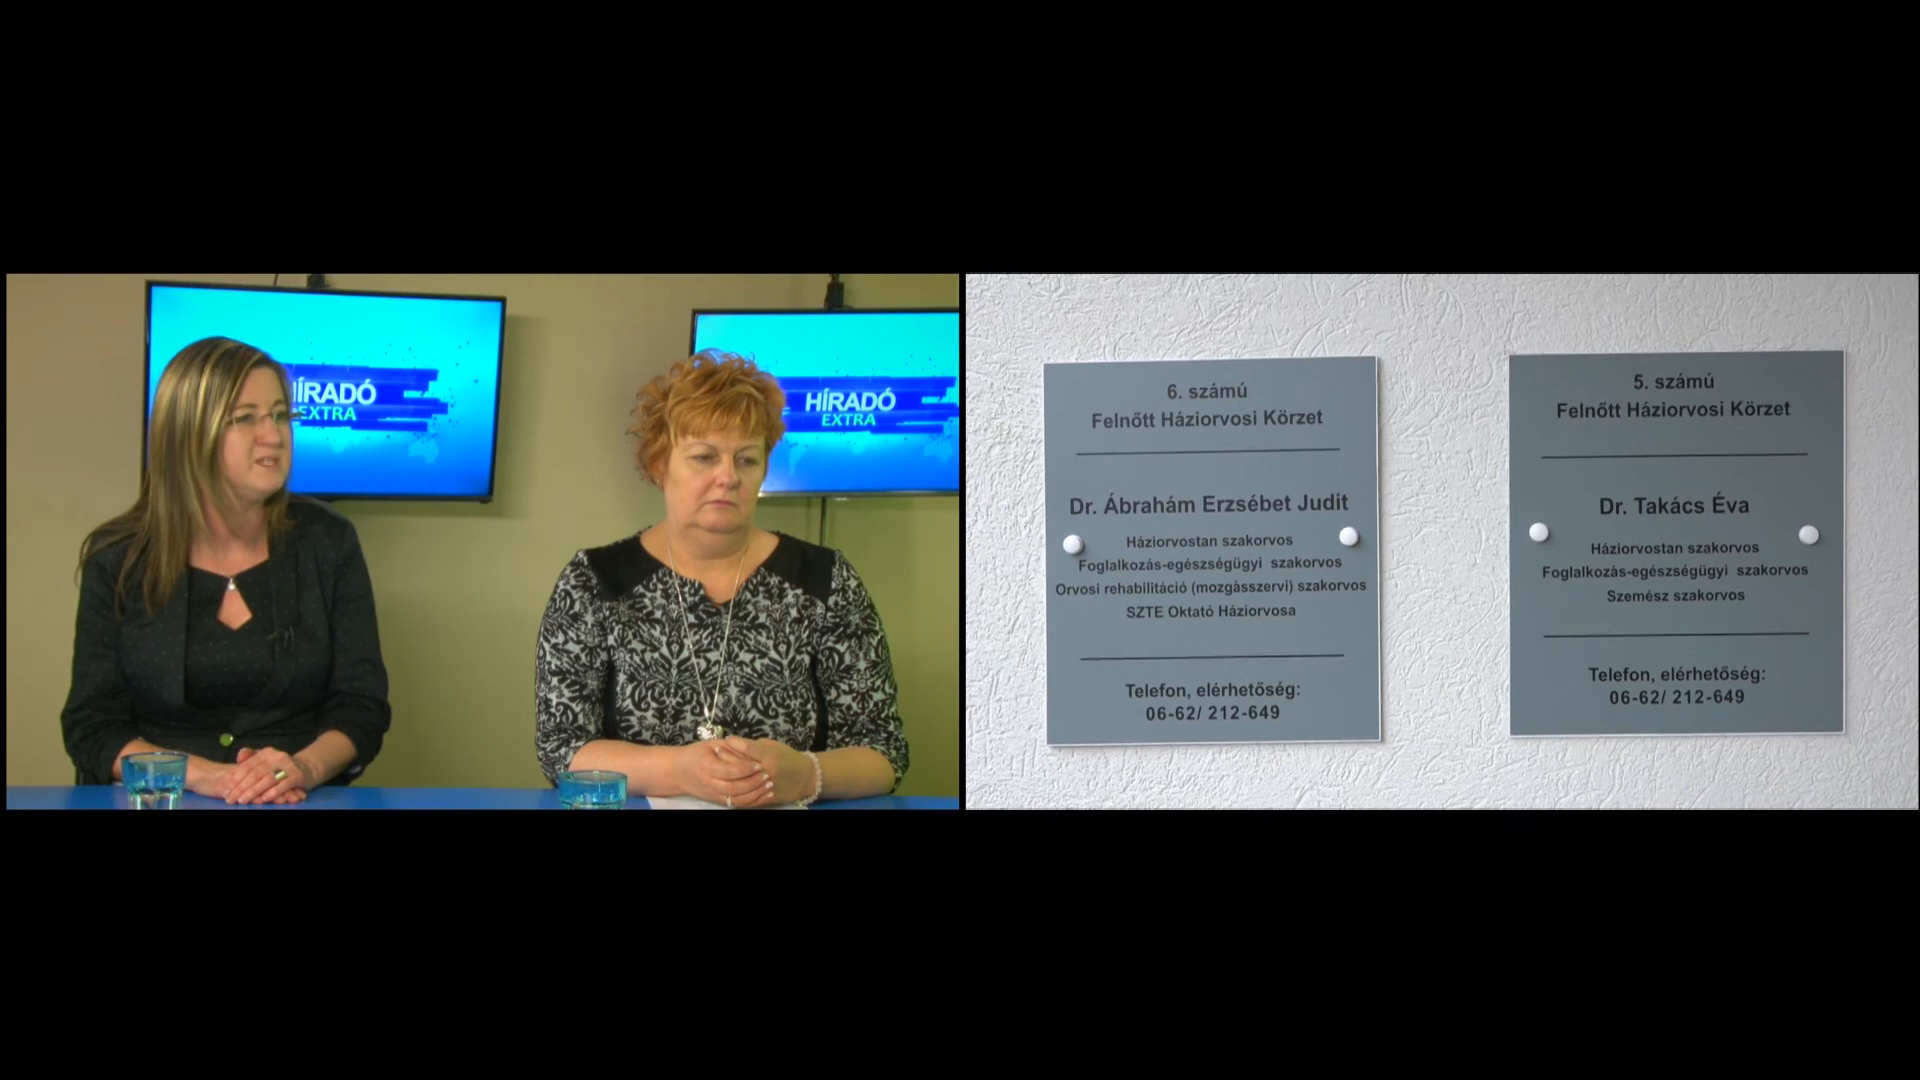 HÍRADÓ
EXTRA
HÍRADÓ
EXTRA
6. számú
Felnőtt Háziorvosi Körzet
Dr. Ábrahám Erzsébet Judit
Háziorvostan szakorvos
Foglalkozás-egészségügyi szakorvos
Orvosi rehabilitáció (mozgásszervi) szakorvos
SZTE Oktató Háziorvosa
Telefon, elérhetőség:
06-62/ 212-649
5. számú
Felnőtt Háziorvosi Körzet
Dr. Takács Éva
Háziorvostan szakorvos
Foglalkozás-egészségügyi szakorvos
Szemész szakorvos
Telefon, elérhetőség:
06-62/ 212-649